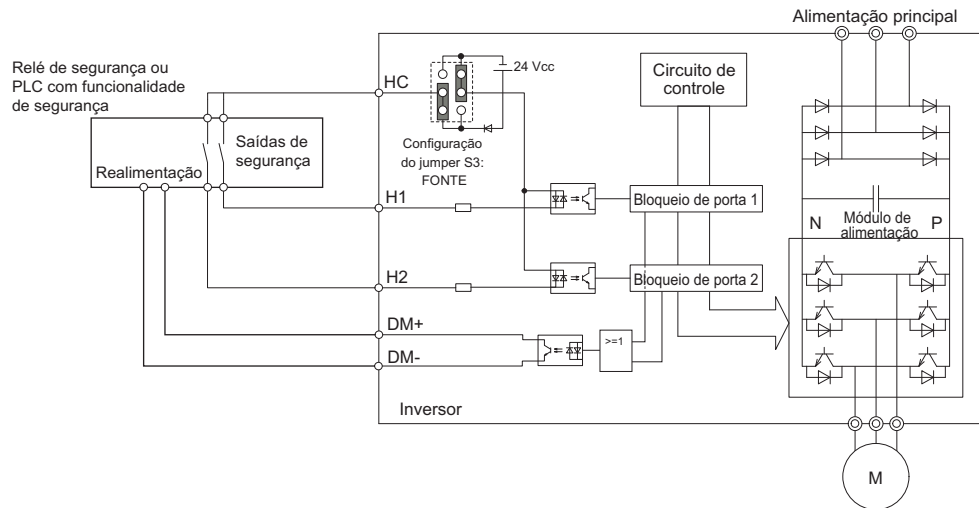 Alimentação principal
Relé de segurança ou
PLC com funcionalidade
de segurança
HC
24 Vcc
Circuito de
controle
Saídas de
segurança
Realimentação
Configuração
do jumper S3:
FONTE
H1
Bloqueio de porta 1
N
Módulo de
alimentação
P
H2
Bloqueio de porta 2
DM+
>=1
DM-
Inversor
M